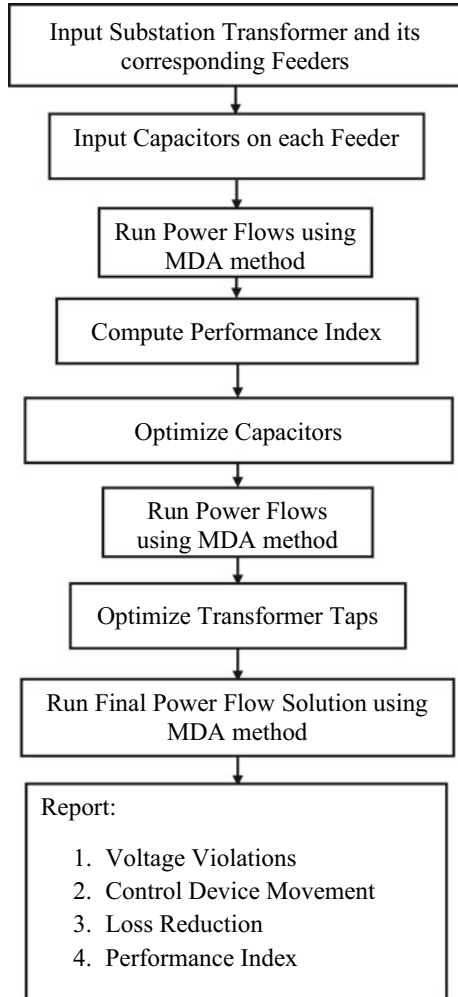 Input Substation Transformer and its
corresponding Feeders
Input Capacitors on each Feeder
Run Power Flows using
MDA method
Compute Performance Index
Optimize Capacitors
Run Power Flows
using MDA method
Optimize Transformer Taps
Run Final Power Flow Solution using
MDA method
Report:
1. Voltage Violations
2. Control Device Movement
3. Loss Reduction
4. Performance Index